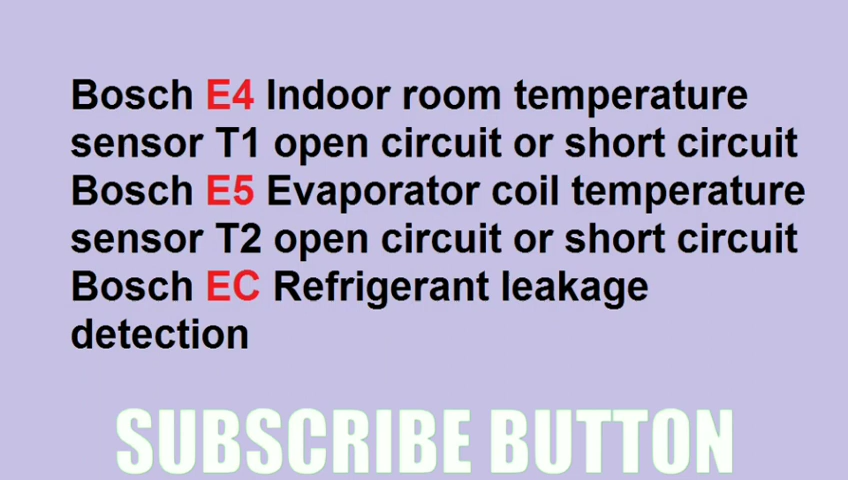 Bosch E4 Indoor room temperature
sensor T1 open circuit or short circuit
Bosch E5 Evaporator coil temperature
sensor T2 open circuit or short circuit
Bosch EC Refrigerant leakage
detection
SUBSCRIBE BUTTON